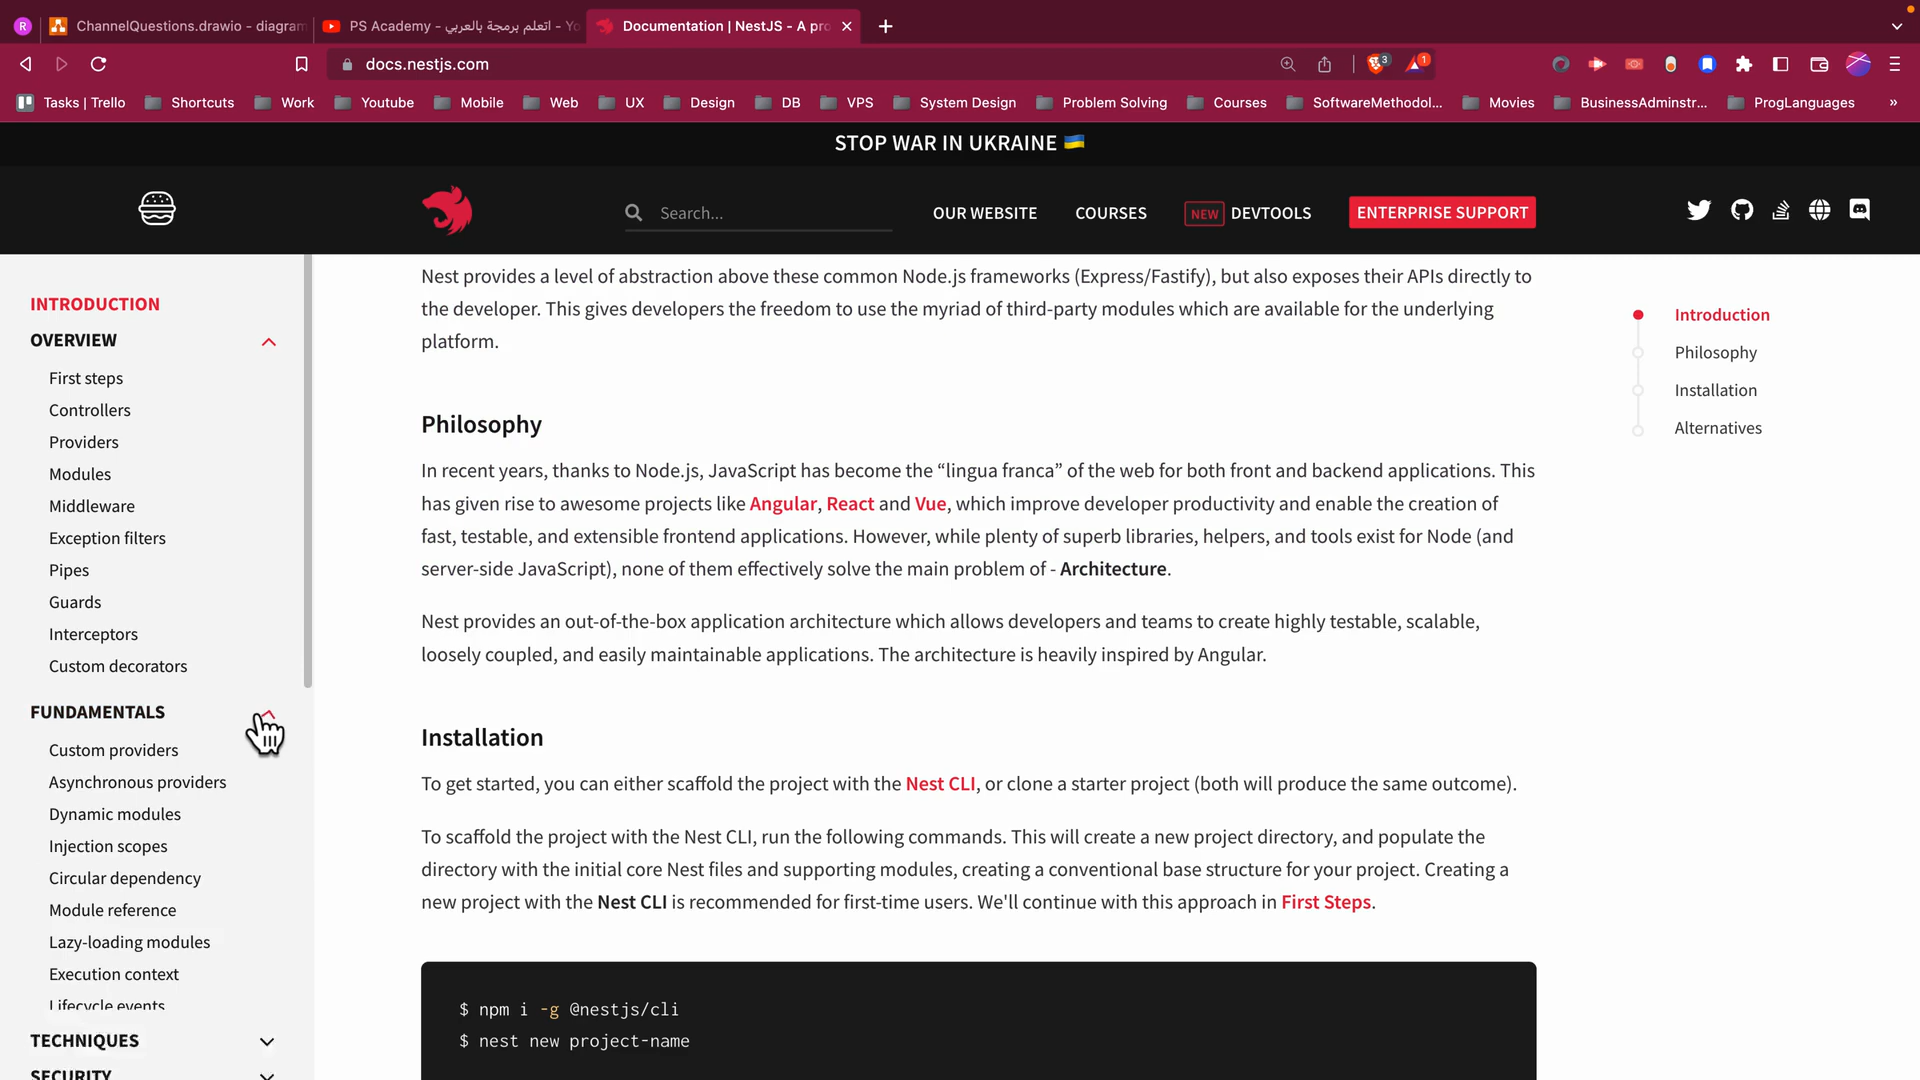 R
ChannelQuestions.drawio - diagram
PS Academy - اتعلم برمجة بالعربي - Yo
Documentation | NestJS - A pro
docs.nestjs.com
3
1
Tasks | Trello
Shortcuts
Work
Youtube
Mobile
Web
UX
Design
DB
VPS
System Design
Problem Solving
Courses
SoftwareMethodol...
Movies
BusinessAdminstr...
ProgLanguages
»
STOP WAR IN UKRAINE 🇺🇦
Search...
OUR WEBSITE
COURSES
NEW
DEVTOOLS
ENTERPRISE SUPPORT
INTRODUCTION
OVERVIEW
First steps
Controllers
Providers
Modules
Middleware
Exception filters
Pipes
Guards
Interceptors
Custom decorators
FUNDAMENTALS
Custom providers
Asynchronous providers
Dynamic modules
Injection scopes
Circular dependency
Module reference
Lazy-loading modules
Execution context
Lifecycle events
TECHNIQUES
SECURITY
Nest provides a level of abstraction above these common Node.js frameworks (Express/Fastify), but also exposes their APIs directly to
the developer. This gives developers the freedom to use the myriad of third-party modules which are available for the underlying
platform.
Philosophy
In recent years, thanks to Node.js, JavaScript has become the “lingua franca” of the web for both front and backend applications. This
has given rise to awesome projects like Angular, React and Vue, which improve developer productivity and enable the creation of
fast, testable, and extensible frontend applications. However, while plenty of superb libraries, helpers, and tools exist for Node (and
server-side JavaScript), none of them effectively solve the main problem of - Architecture.
Nest provides an out-of-the-box application architecture which allows developers and teams to create highly testable, scalable,
loosely coupled, and easily maintainable applications. The architecture is heavily inspired by Angular.
Installation
To get started, you can either scaffold the project with the Nest CLI, or clone a starter project (both will produce the same outcome).
To scaffold the project with the Nest CLI, run the following commands. This will create a new project directory, and populate the
directory with the initial core Nest files and supporting modules, creating a conventional base structure for your project. Creating a
new project with the Nest CLI is recommended for first-time users. We'll continue with this approach in First Steps.
$ npm i -g @nestjs/cli
$ nest new project-name
Introduction
Philosophy
Installation
Alternatives